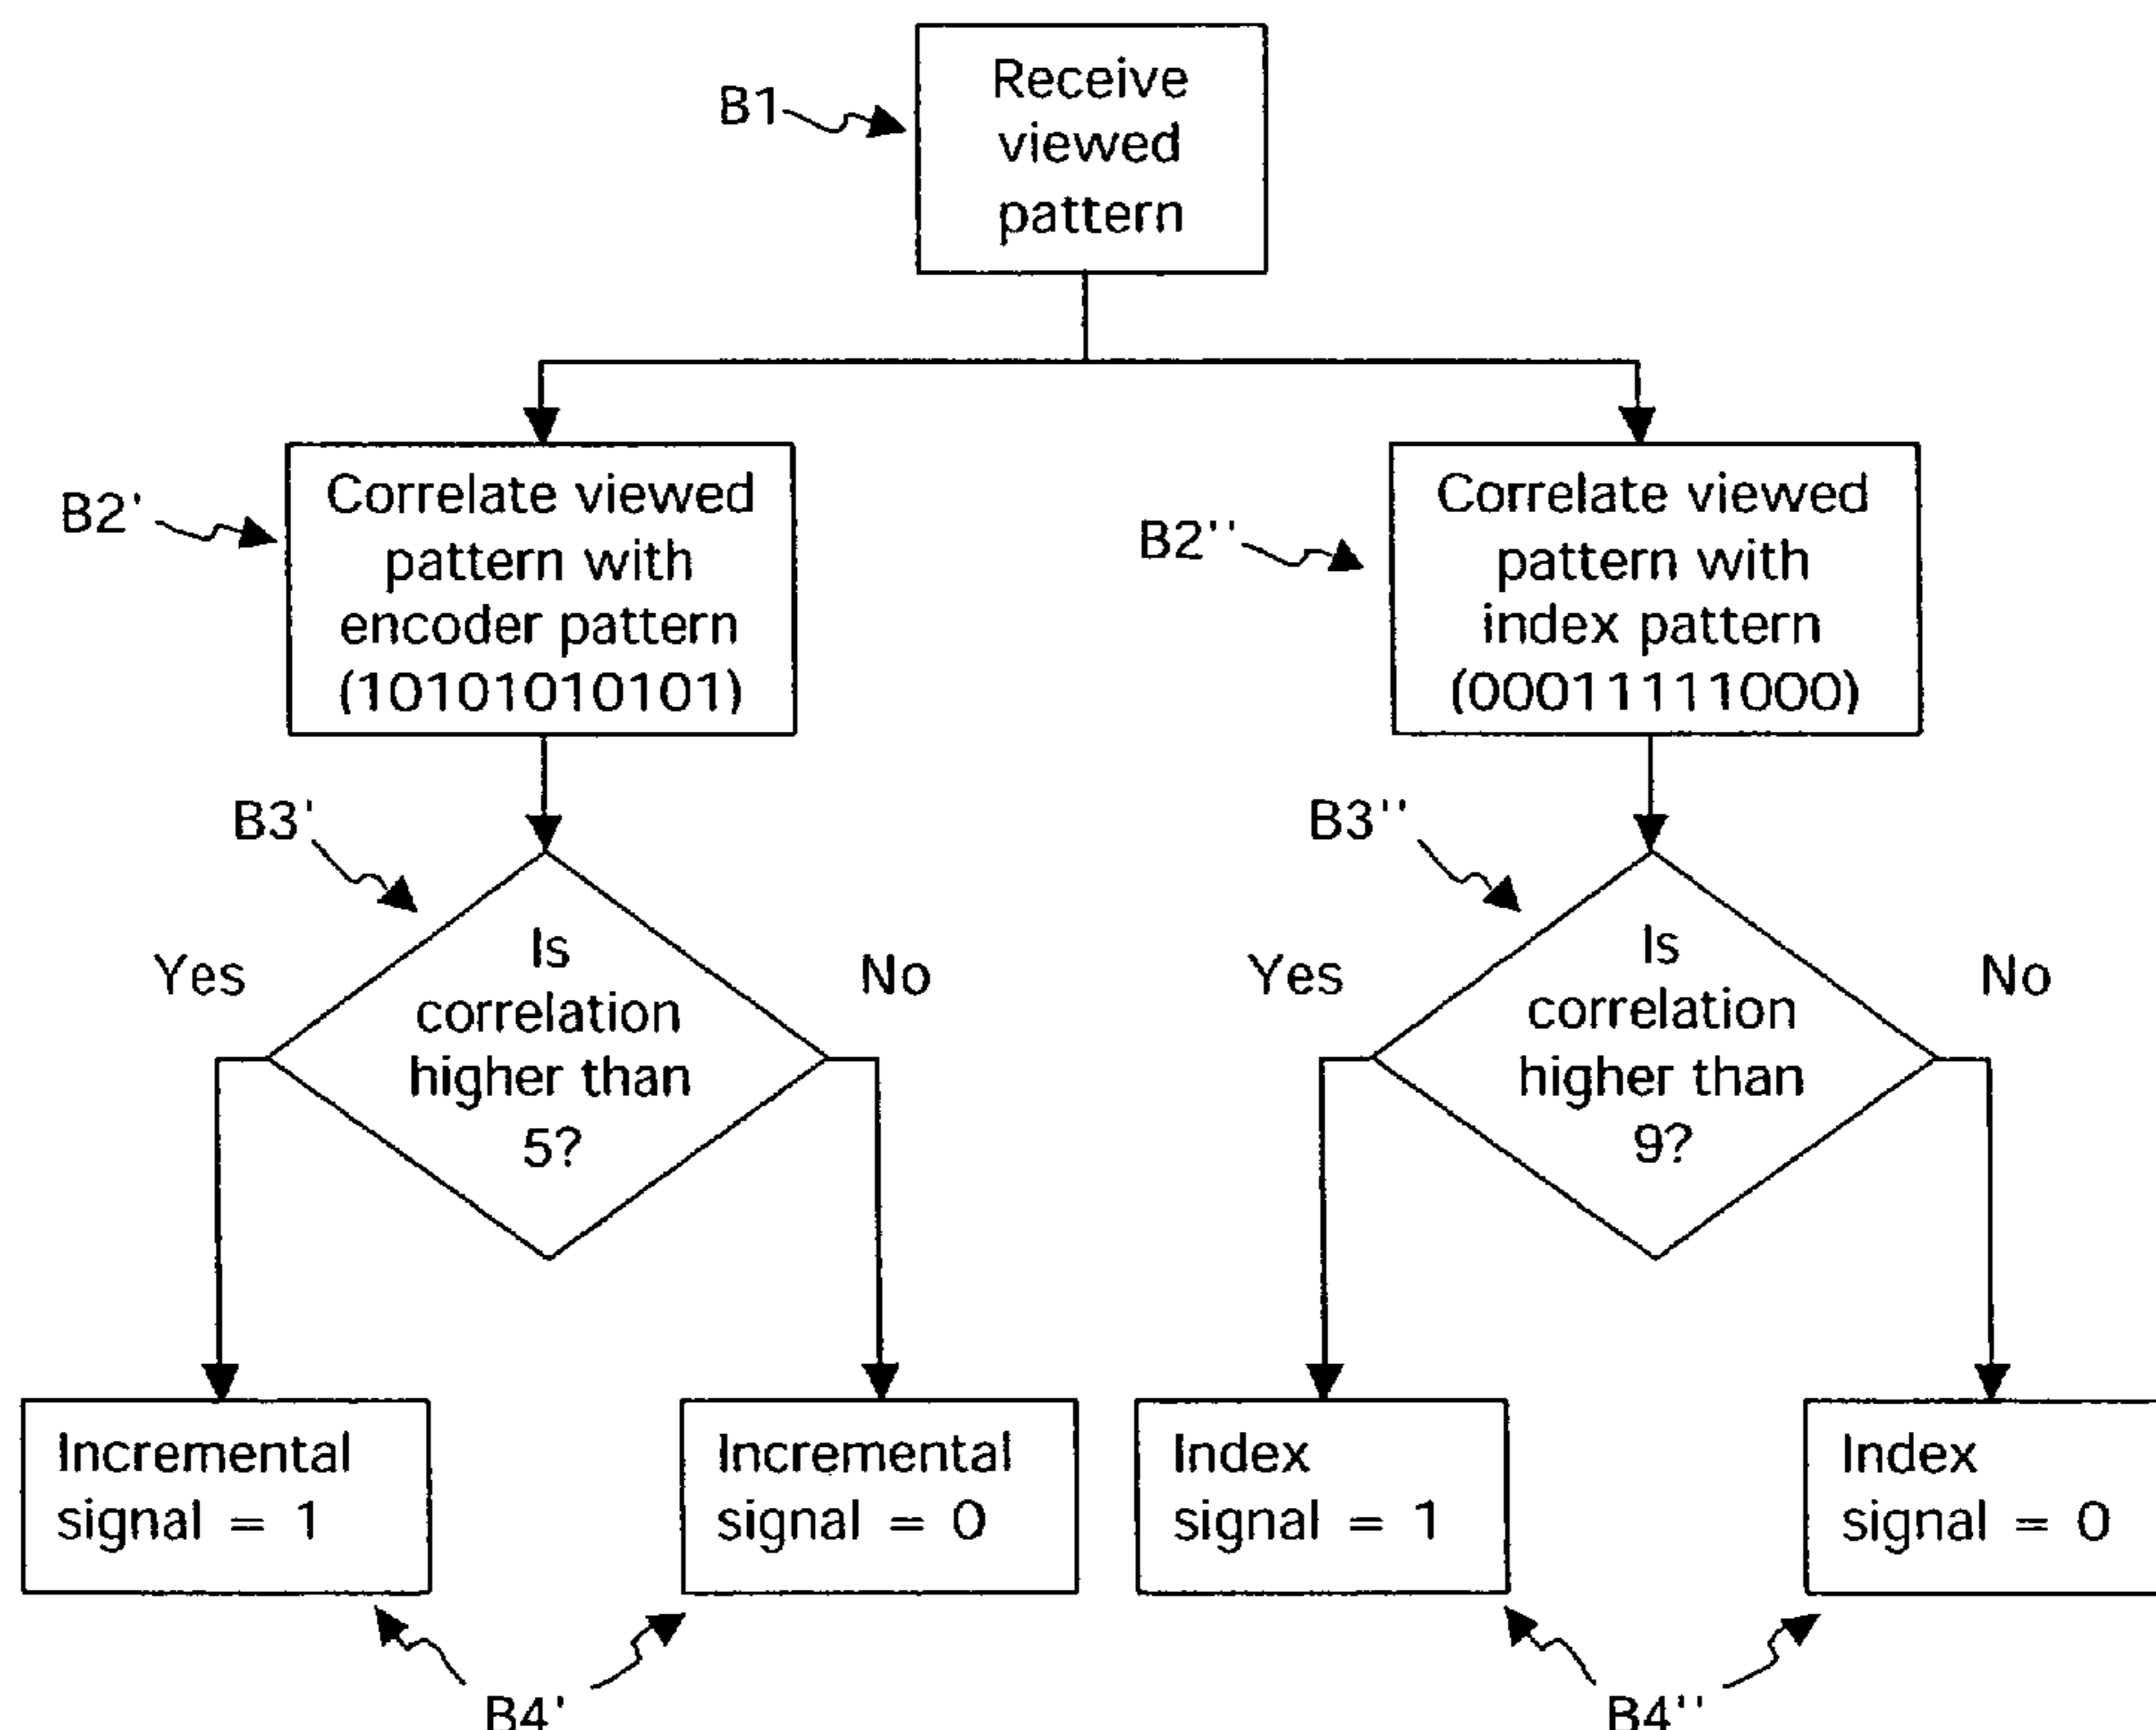 B1
Receive
viewed
pattern
B2'
Correlate viewed
pattern with
encoder pattern
(10101010101)
B2''
Correlate viewed
pattern with
index pattern
(00011111000)
B3'
Is
correlation
higher than
5?
Yes
No
B3''
Is
correlation
higher than
9?
Yes
No
Incremental
signal = 1
Incremental
signal = 0
Index
signal = 1
Index
signal = 0
B4'
B4''